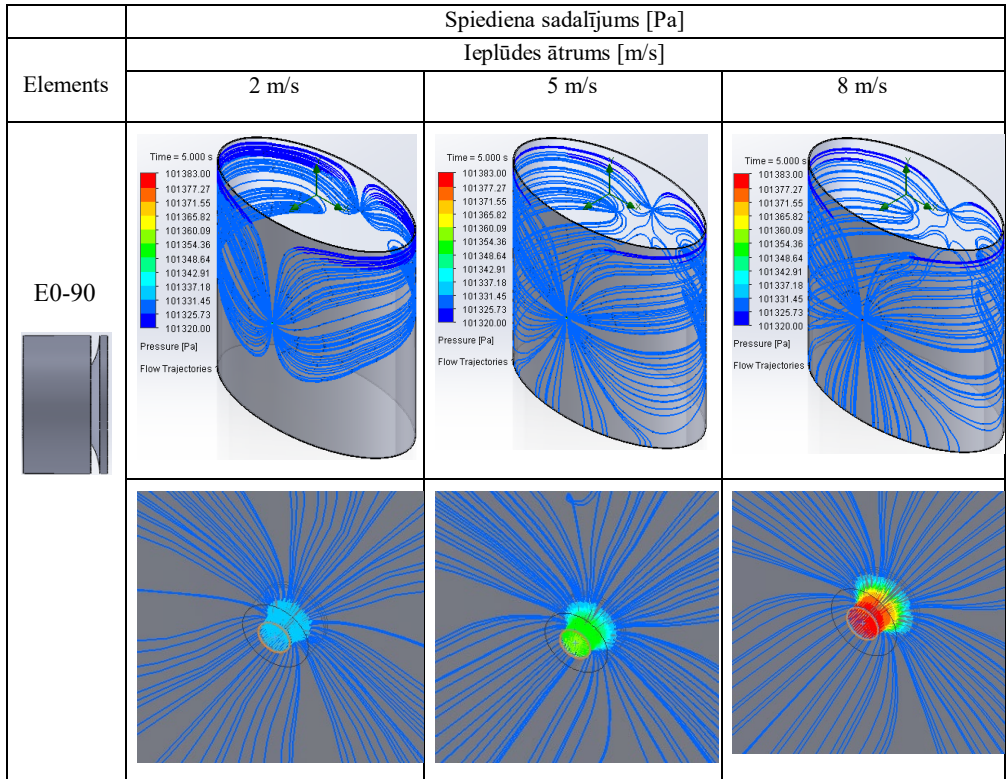 Spiediena sadalījums [Pa]
Ieplūdes ātrums [m/s]
Elements
2 m/s
5 m/s
8 m/s
E0-90
Time = 5.000 s
101383.00
101377.27
101371.55
101365.82
101360.09
101354.36
101348.64
101342.91
101337.18
101331.45
101325.73
101320.00
Pressure [Pa]
Flow Trajectories
Time = 5.000 s
101383.00
101377.27
101371.55
101365.82
101360.09
101354.36
101348.64
101342.91
101337.18
101331.45
101325.73
101320.00
Pressure [Pa]
Flow Trajectories
Time = 5.000 s
101383.00
101377.27
101371.55
101365.82
101360.09
101354.36
101348.64
101342.91
101337.18
101331.45
101325.73
101320.00
Pressure [Pa]
Flow Trajectories